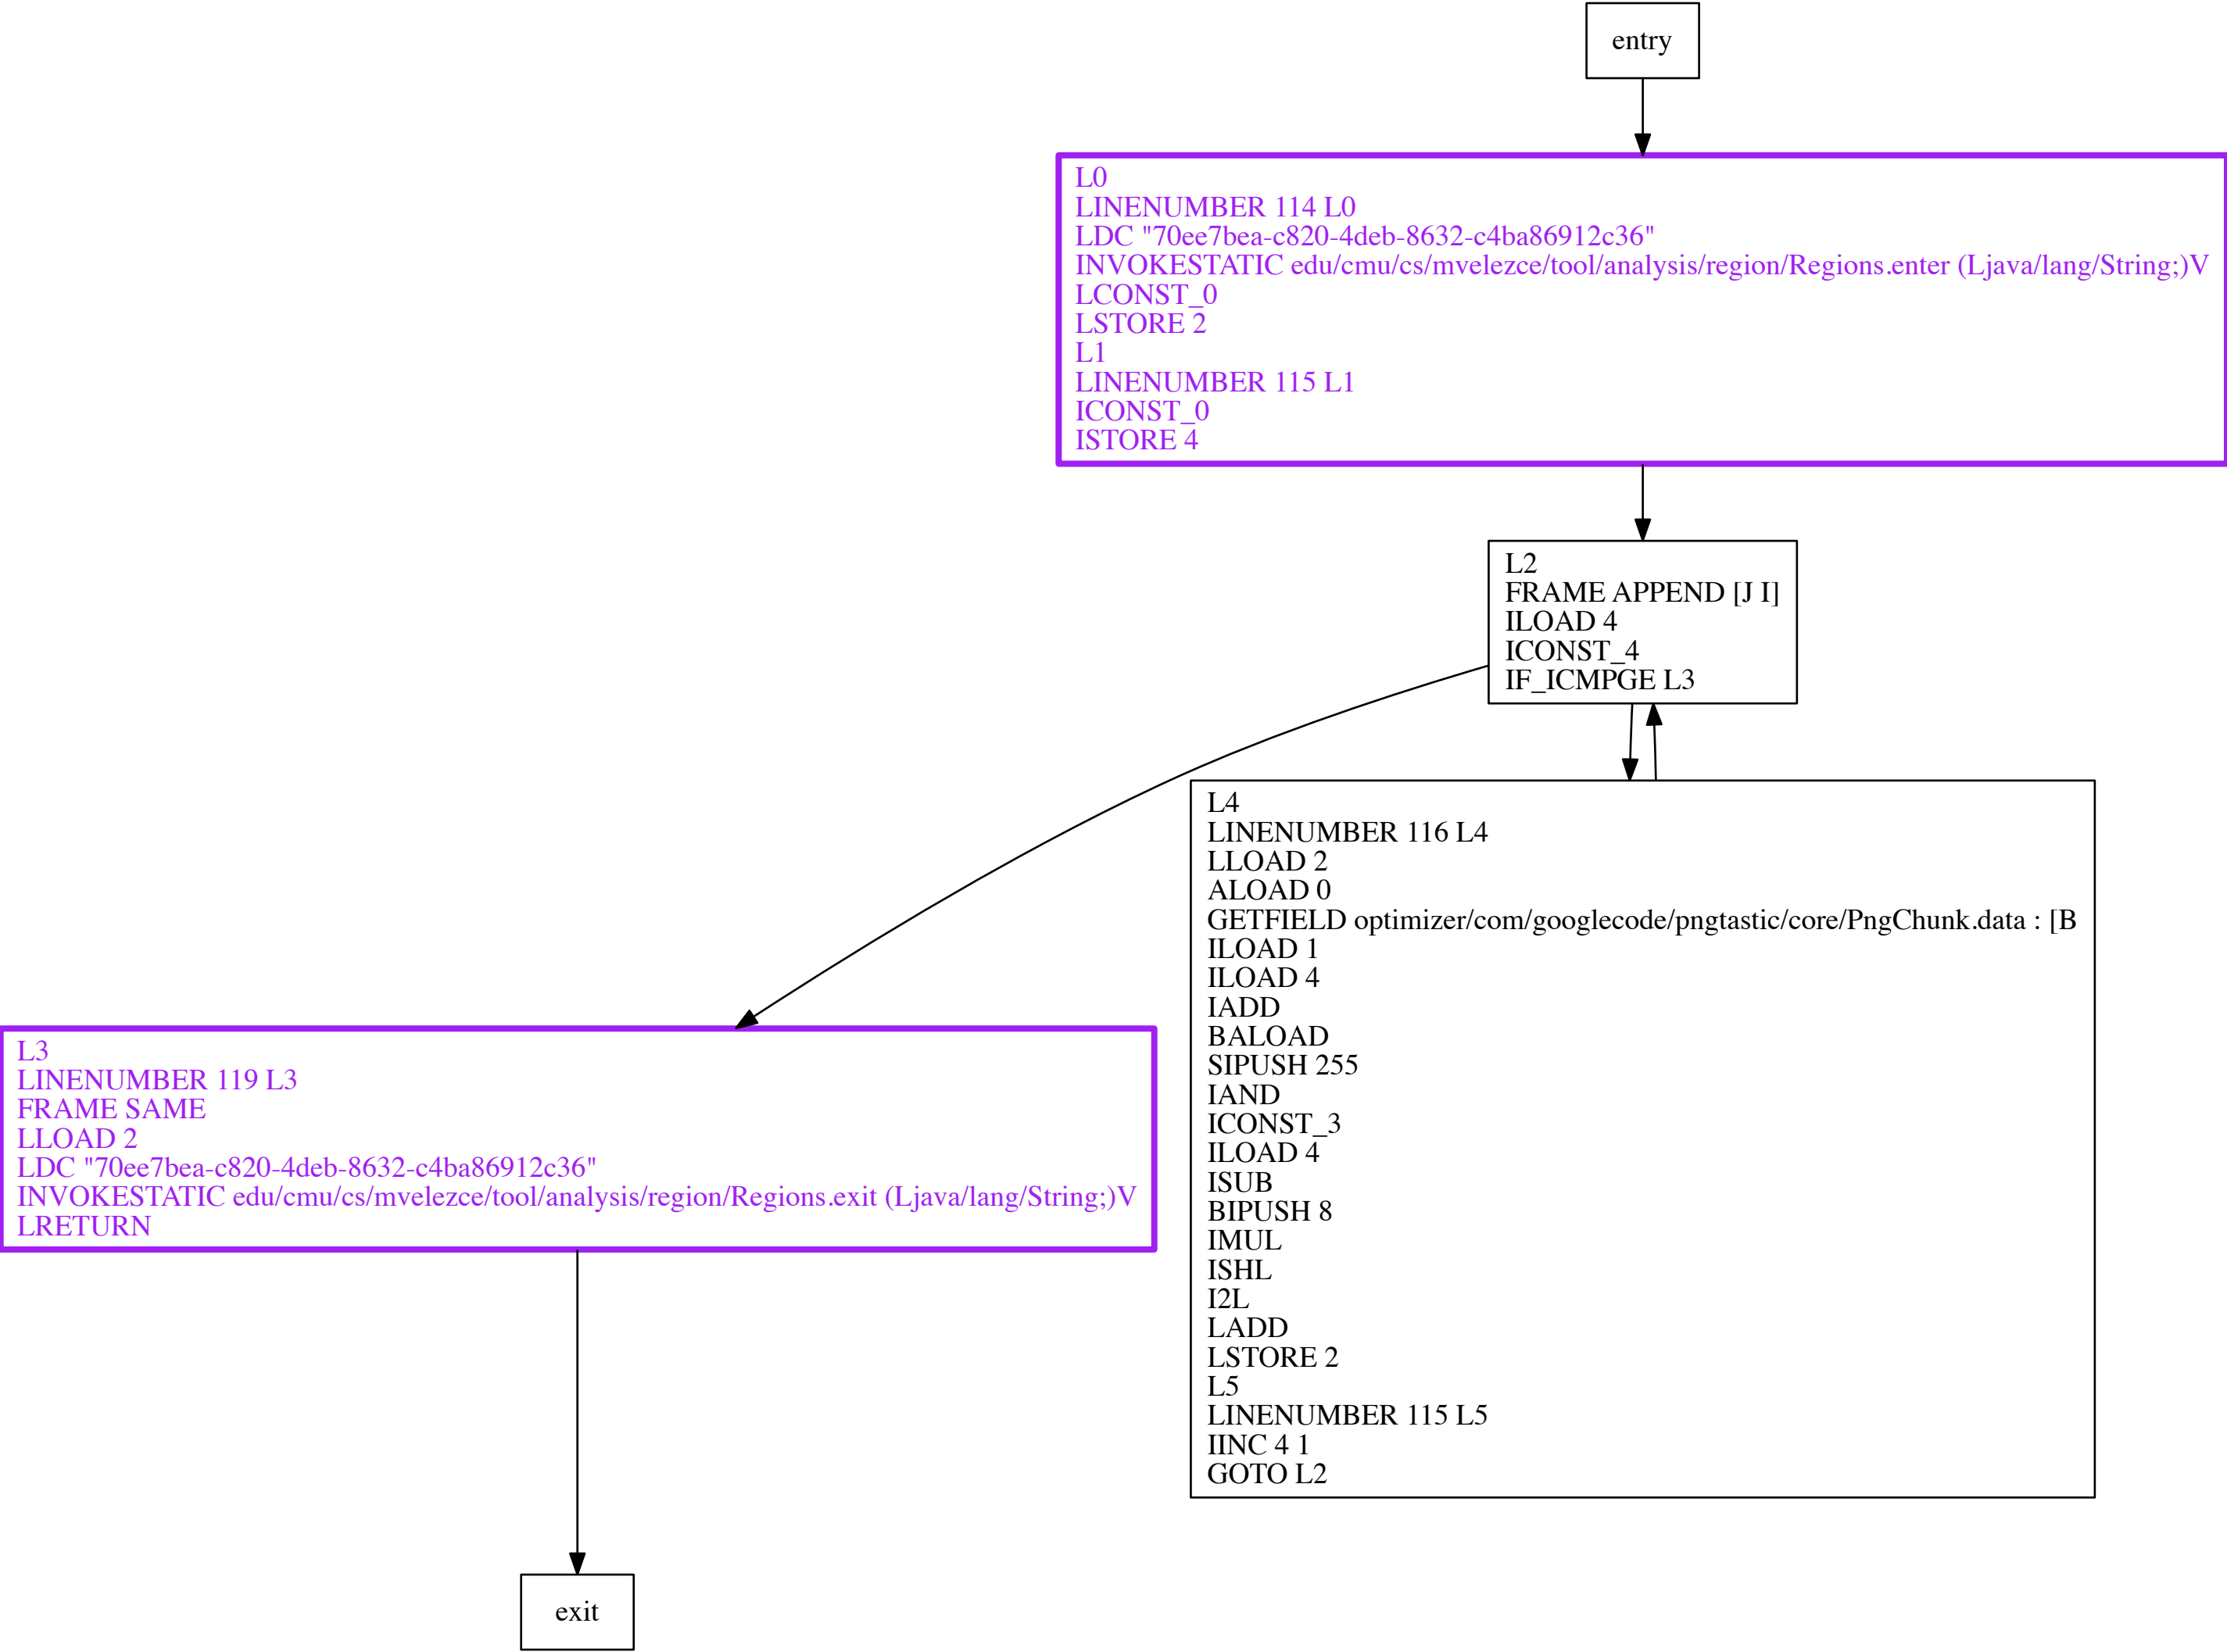 entry
L0
LINENUMBER 114 L0
LDC "70ee7bea-c820-4deb-8632-c4ba86912c36"
INVOKESTATIC edu/cmu/cs/mvelezce/tool/analysis/region/Regions.enter (Ljava/lang/String;)V
LCONST_0
LSTORE 2
L1
LINENUMBER 115 L1
ICONST_0
ISTORE 4
L2
FRAME APPEND [J I]
ILOAD 4
ICONST_4
IF_ICMPGE L3
L4
LINENUMBER 116 L4
LLOAD 2
ALOAD 0
GETFIELD optimizer/com/googlecode/pngtastic/core/PngChunk.data : [B
ILOAD 1
ILOAD 4
IADD
BALOAD
SIPUSH 255
IAND
ICONST_3
ILOAD 4
ISUB
BIPUSH 8
IMUL
ISHL
I2L
LADD
LSTORE 2
L5
LINENUMBER 115 L5
IINC 4 1
GOTO L2
L3
LINENUMBER 119 L3
FRAME SAME
LLOAD 2
LDC "70ee7bea-c820-4deb-8632-c4ba86912c36"
INVOKESTATIC edu/cmu/cs/mvelezce/tool/analysis/region/Regions.exit (Ljava/lang/String;)V
LRETURN
exit